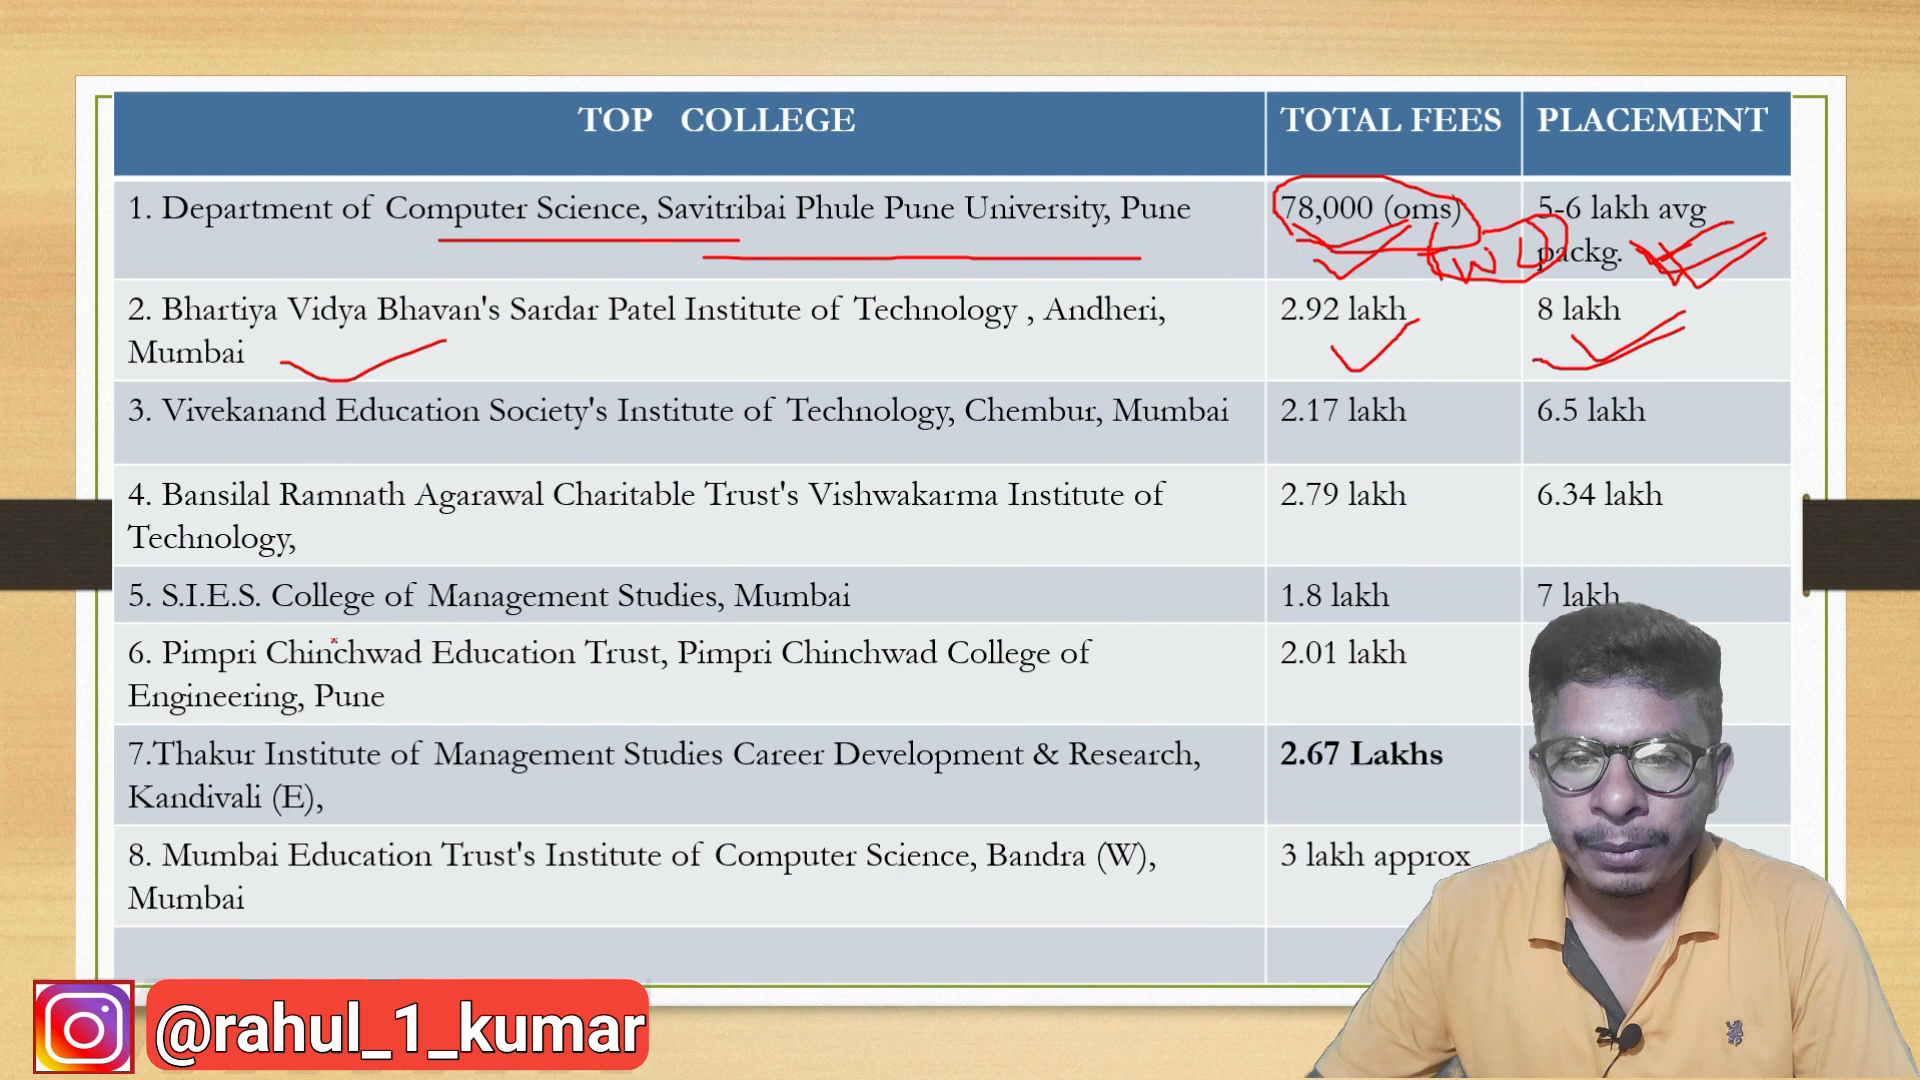 TOP COLLEGE TOTAL FEES PLACEMENT
1. Department of Computer Science, Savitribai Phule Pune University, Pune 78,000 (oms) 5-6 lakh avg
packg.
2. Bhartiya Vidya Bhavan's Sardar Patel Institute of Technology , Andheri, 2.92 lakh 8 lakh
Mumbai
3. Vivekanand Education Society's Institute of Technology, Chembur, Mumbai 2.17 lakh 6.5 lakh
4. Bansilal Ramnath Agarawal Charitable Trust's Vishwakarma Institute of 2.79 lakh 6.34 lakh
Technology,
5. S.I.E.S. College of Management Studies, Mumbai 1.8 lakh 7 lakh
6. Pimpri Chinchwad Education Trust, Pimpri Chinchwad College of 2.01 lakh
Engineering, Pune
7.Thakur Institute of Management Studies Career Development & Research, 2.67 Lakhs
Kandivali (E),
8. Mumbai Education Trust's Institute of Computer Science, Bandra (W), 3 lakh approx
Mumbai
@rahul_1_kumar